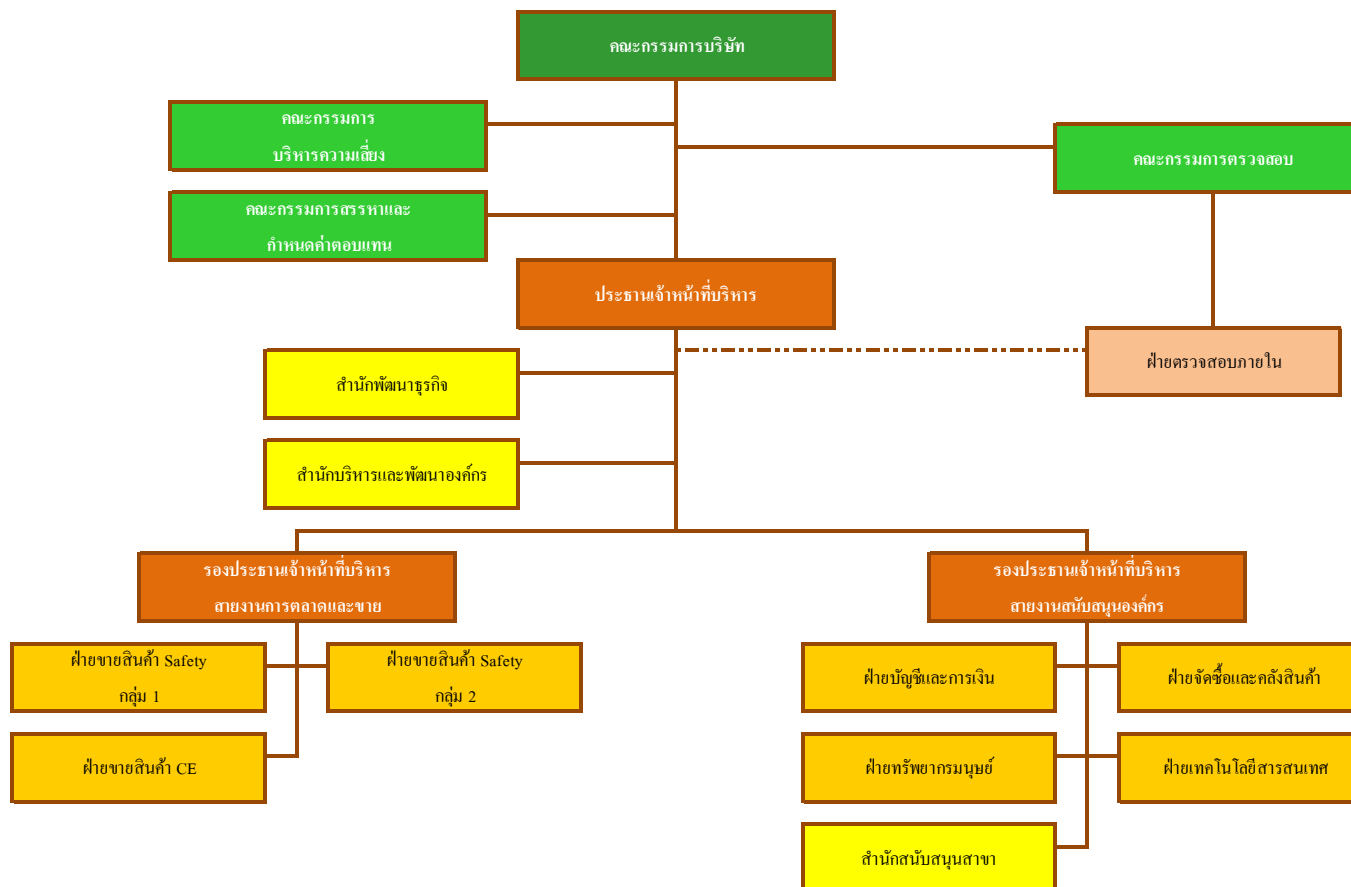 คณะกรรมการบริษัท
คณะกรรมการ
บริหารความเสี่ยง
คณะกรรมการตรวจสอบ
คณะกรรมการสรรหาและ
กำหนดค่าตอบแทน
ประธานเจ้าหน้าที่บริหาร
ฝ่ายตรวจสอบภายใน
สำนักพัฒนาธุรกิจ
สำนักบริหารและพัฒนาองค์กร
รองประธานเจ้าหน้าที่บริหาร
สายงานการตลาดและขาย
รองประธานเจ้าหน้าที่บริหาร
สายงานสนับสนุนองค์กร
ฝ่ายขายสินค้า Safety
กลุ่ม 1
ฝ่ายขายสินค้า Safety
กลุ่ม 2
ฝ่ายบัญชีและการเงิน
ฝ่ายจัดซื้อและคลังสินค้า
ฝ่ายขายสินค้า CE
ฝ่ายทรัพยากรมนุษย์
ฝ่ายเทคโนโลยีสารสนเทศ
สำนักสนับสนุนสาขา